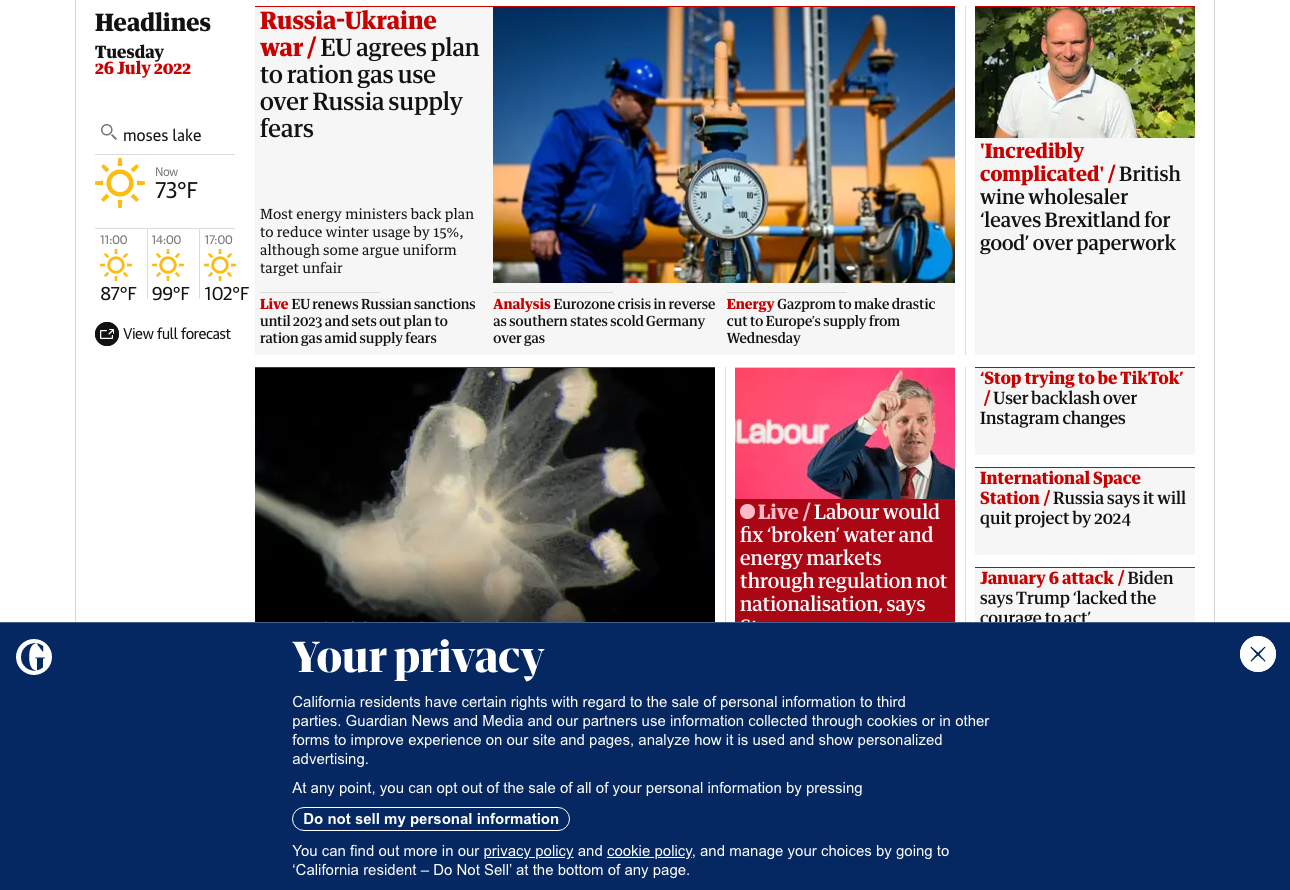 Headlines
Tuesday
26 July 2022
moses lake
Now
73°F
11:00
14:00
17:00
87°F
99°F
102°F
View full forecast
Russia-Ukraine
war / EU agrees plan
to ration gas use
over Russia supply
fears
Most energy ministers back plan
to reduce winter usage by 15%,
although some argue uniform
target unfair
Live EU renews Russian sanctions
until 2023 and sets out plan to
ration gas amid supply fears
Analysis Eurozone crisis in reverse
as southern states scold Germany
over gas
Energy Gazprom to make drastic
cut to Europe’s supply from
Wednesday
'Incredibly
complicated' / British
wine wholesaler
‘leaves Brexitland for
good’ over paperwork
Labour
Live / Labour would
fix ‘broken’ water and
energy markets
through regulation not
nationalisation, says
‘Stop trying to be TikTok’
/ User backlash over
Instagram changes
International Space
Station / Russia says it will
quit project by 2024
January 6 attack / Biden
says Trump ‘lacked the
courage to act’
Your privacy
California residents have certain rights with regard to the sale of personal information to third
parties. Guardian News and Media and our partners use information collected through cookies or in other
forms to improve experience on our site and pages, analyze how it is used and show personalized
advertising.
At any point, you can opt out of the sale of all of your personal information by pressing
Do not sell my personal information
You can find out more in our privacy policy and cookie policy, and manage your choices by going to
‘California resident – Do Not Sell’ at the bottom of any page.